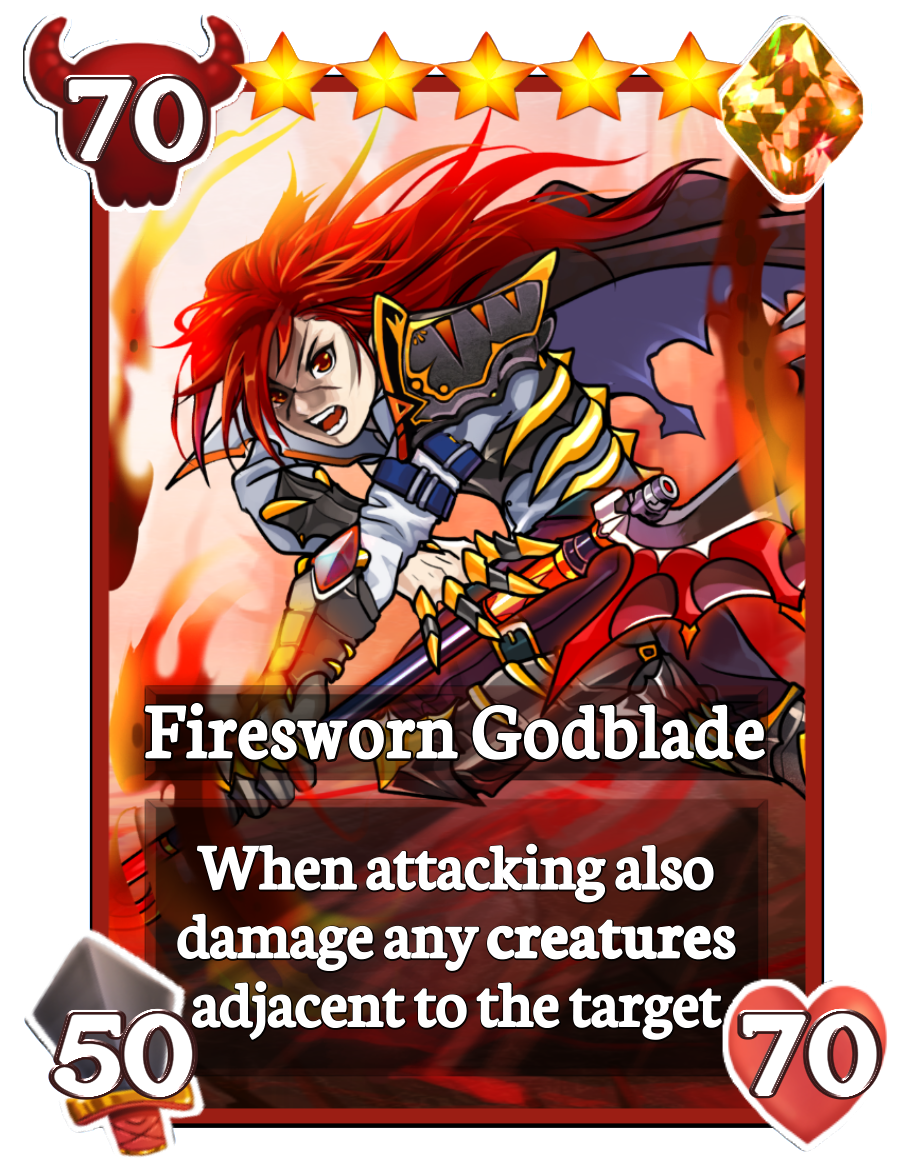 70
Firesworn Godblade
When attacking also
damage any creatures
adjacent to the target
50
70